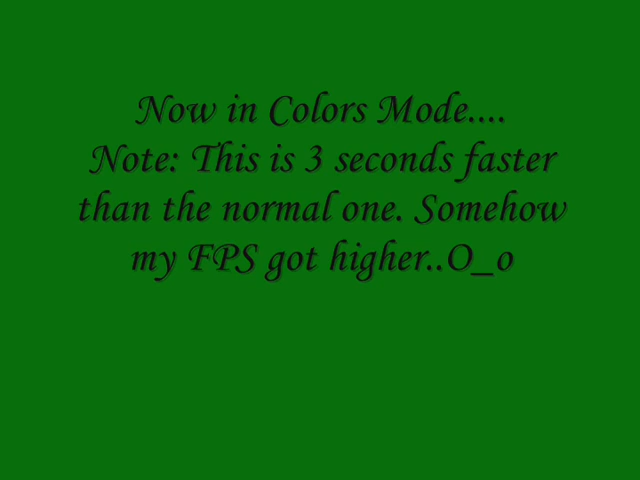 Now in Colors Mode....
Note: This is 3 seconds faster
than the normal one. Somehow
my FPS got higher..O_o